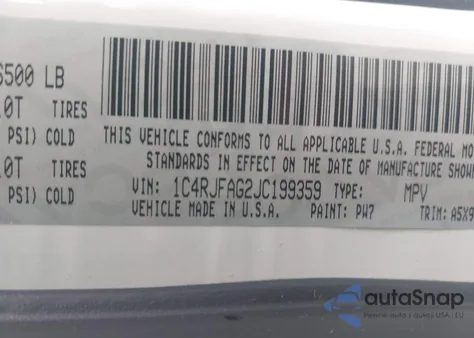 6500 LB
.0T TIRES
PSI) COLD
.0T TIRES
PSI) COLD
THIS VEHICLE CONFORMS TO ALL APPLICABLE U.S.A. FEDERAL MO
STANDARDS IN EFFECT ON THE DATE OF MANUFACTURE SHOWN
VIN: 1C4RJFAG2JC199359 TYPE: MPV
VEHICLE MADE IN U.S.A. PAINT: PW7 TRIM: A5X9
autoSnap